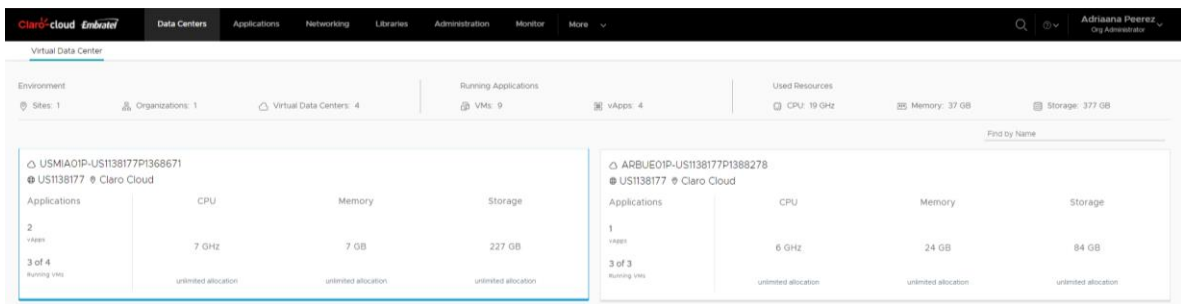 Claro-cloud Embratel Data Centers Applications Networking Libraries Administration Monitor More Adriaana Peerez
Org Administrator
Virtual Data Center
Environment Running Applications Used Resources
Sites: 1 Organizations: 1 Virtual Data Centers: 4 VMs: 9 vApps: 4 CPU: 19 GHz Memory: 37 GB Storage: 377 GB
Find by Name
USMIA01P-US1138177P1368671
US1138177 Claro Cloud
Applications CPU Memory Storage
2
vApps
7 GHz 7 GB 227 GB
3 of 4
Running VMs
unlimited allocation unlimited allocation unlimited allocation
ARBUE01P-US1138177P1388278
US1138177 Claro Cloud
Applications CPU Memory Storage
1
vApps
6 GHz 24 GB 84 GB
3 of 3
Running VMs
unlimited allocation unlimited allocation unlimited allocation